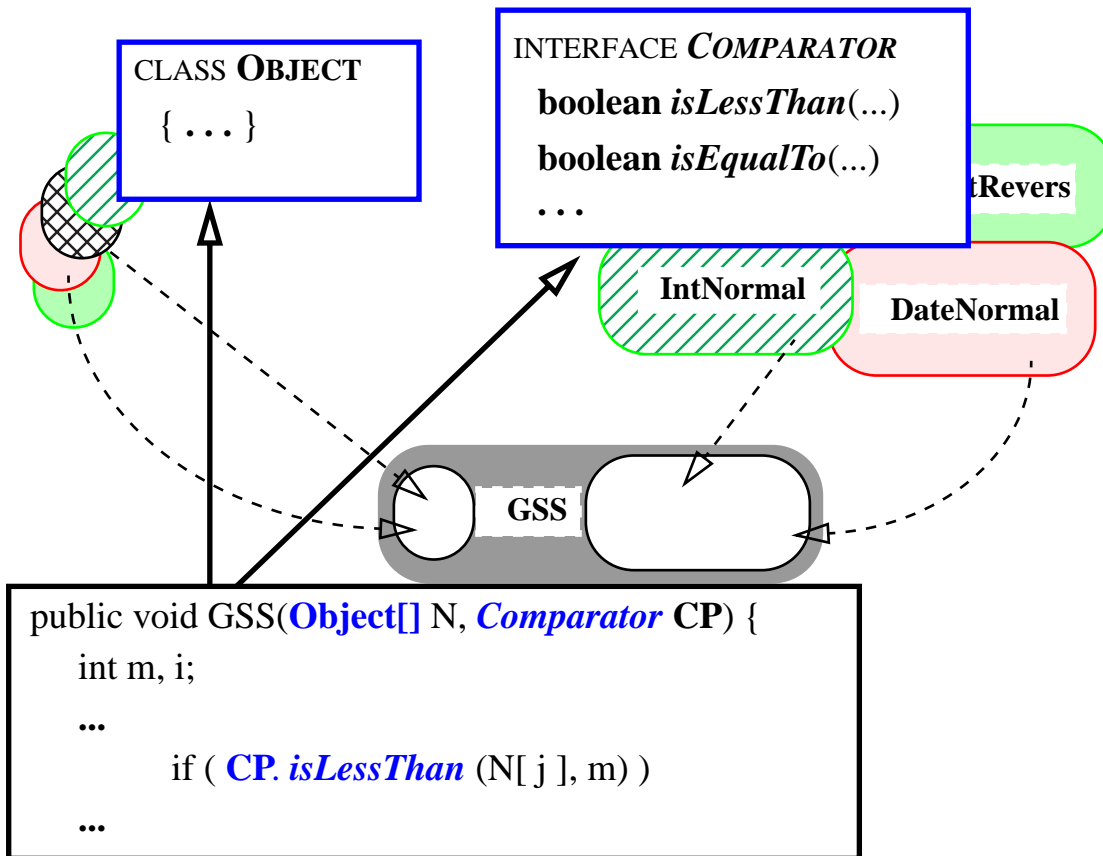 CLASS OBJECT
{ . . . }
INTERFACE COMPARATOR
boolean isLessThan(...)
boolean isEqualTo(...)
. . .
IntNormal
DateNormal
GSS
public void GSS(Object[] N, Comparator CP) {
int m, i;
...
if ( CP. isLessThan (N[ j ], m) )
...